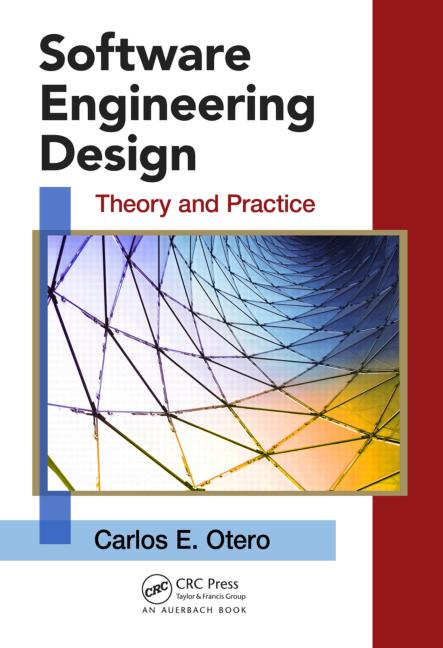 Software
Engineering
Design
Theory and Practice
Carlos E. Otero
CRC
CRC Press
Taylor & Francis Group
AN AUERBACH BOOK